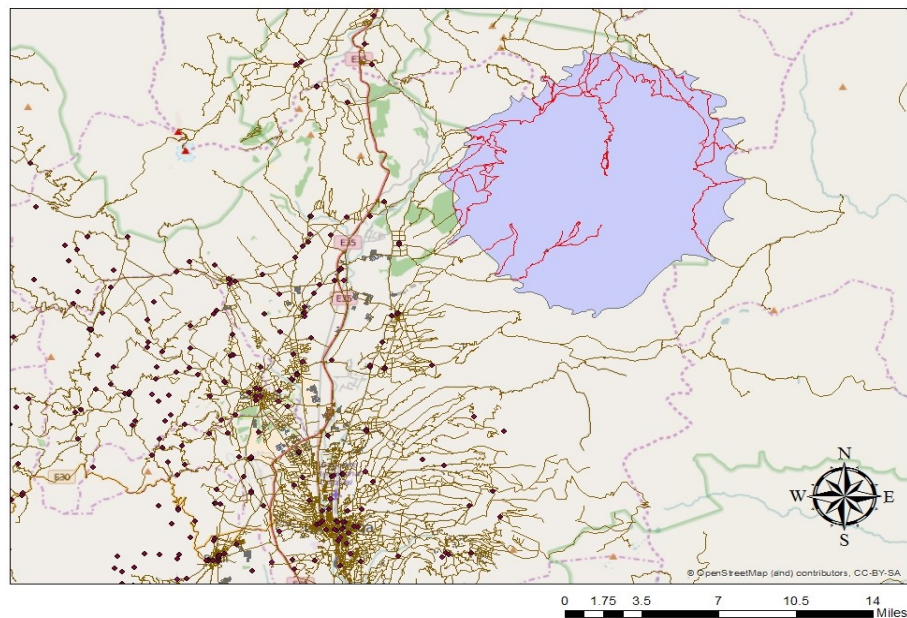 E35
E35
E35
E30
N
W E
S
© OpenStreetMap (and) contributors, CC-BY-SA
0 1.75 3.5 7 10.5 14
Miles